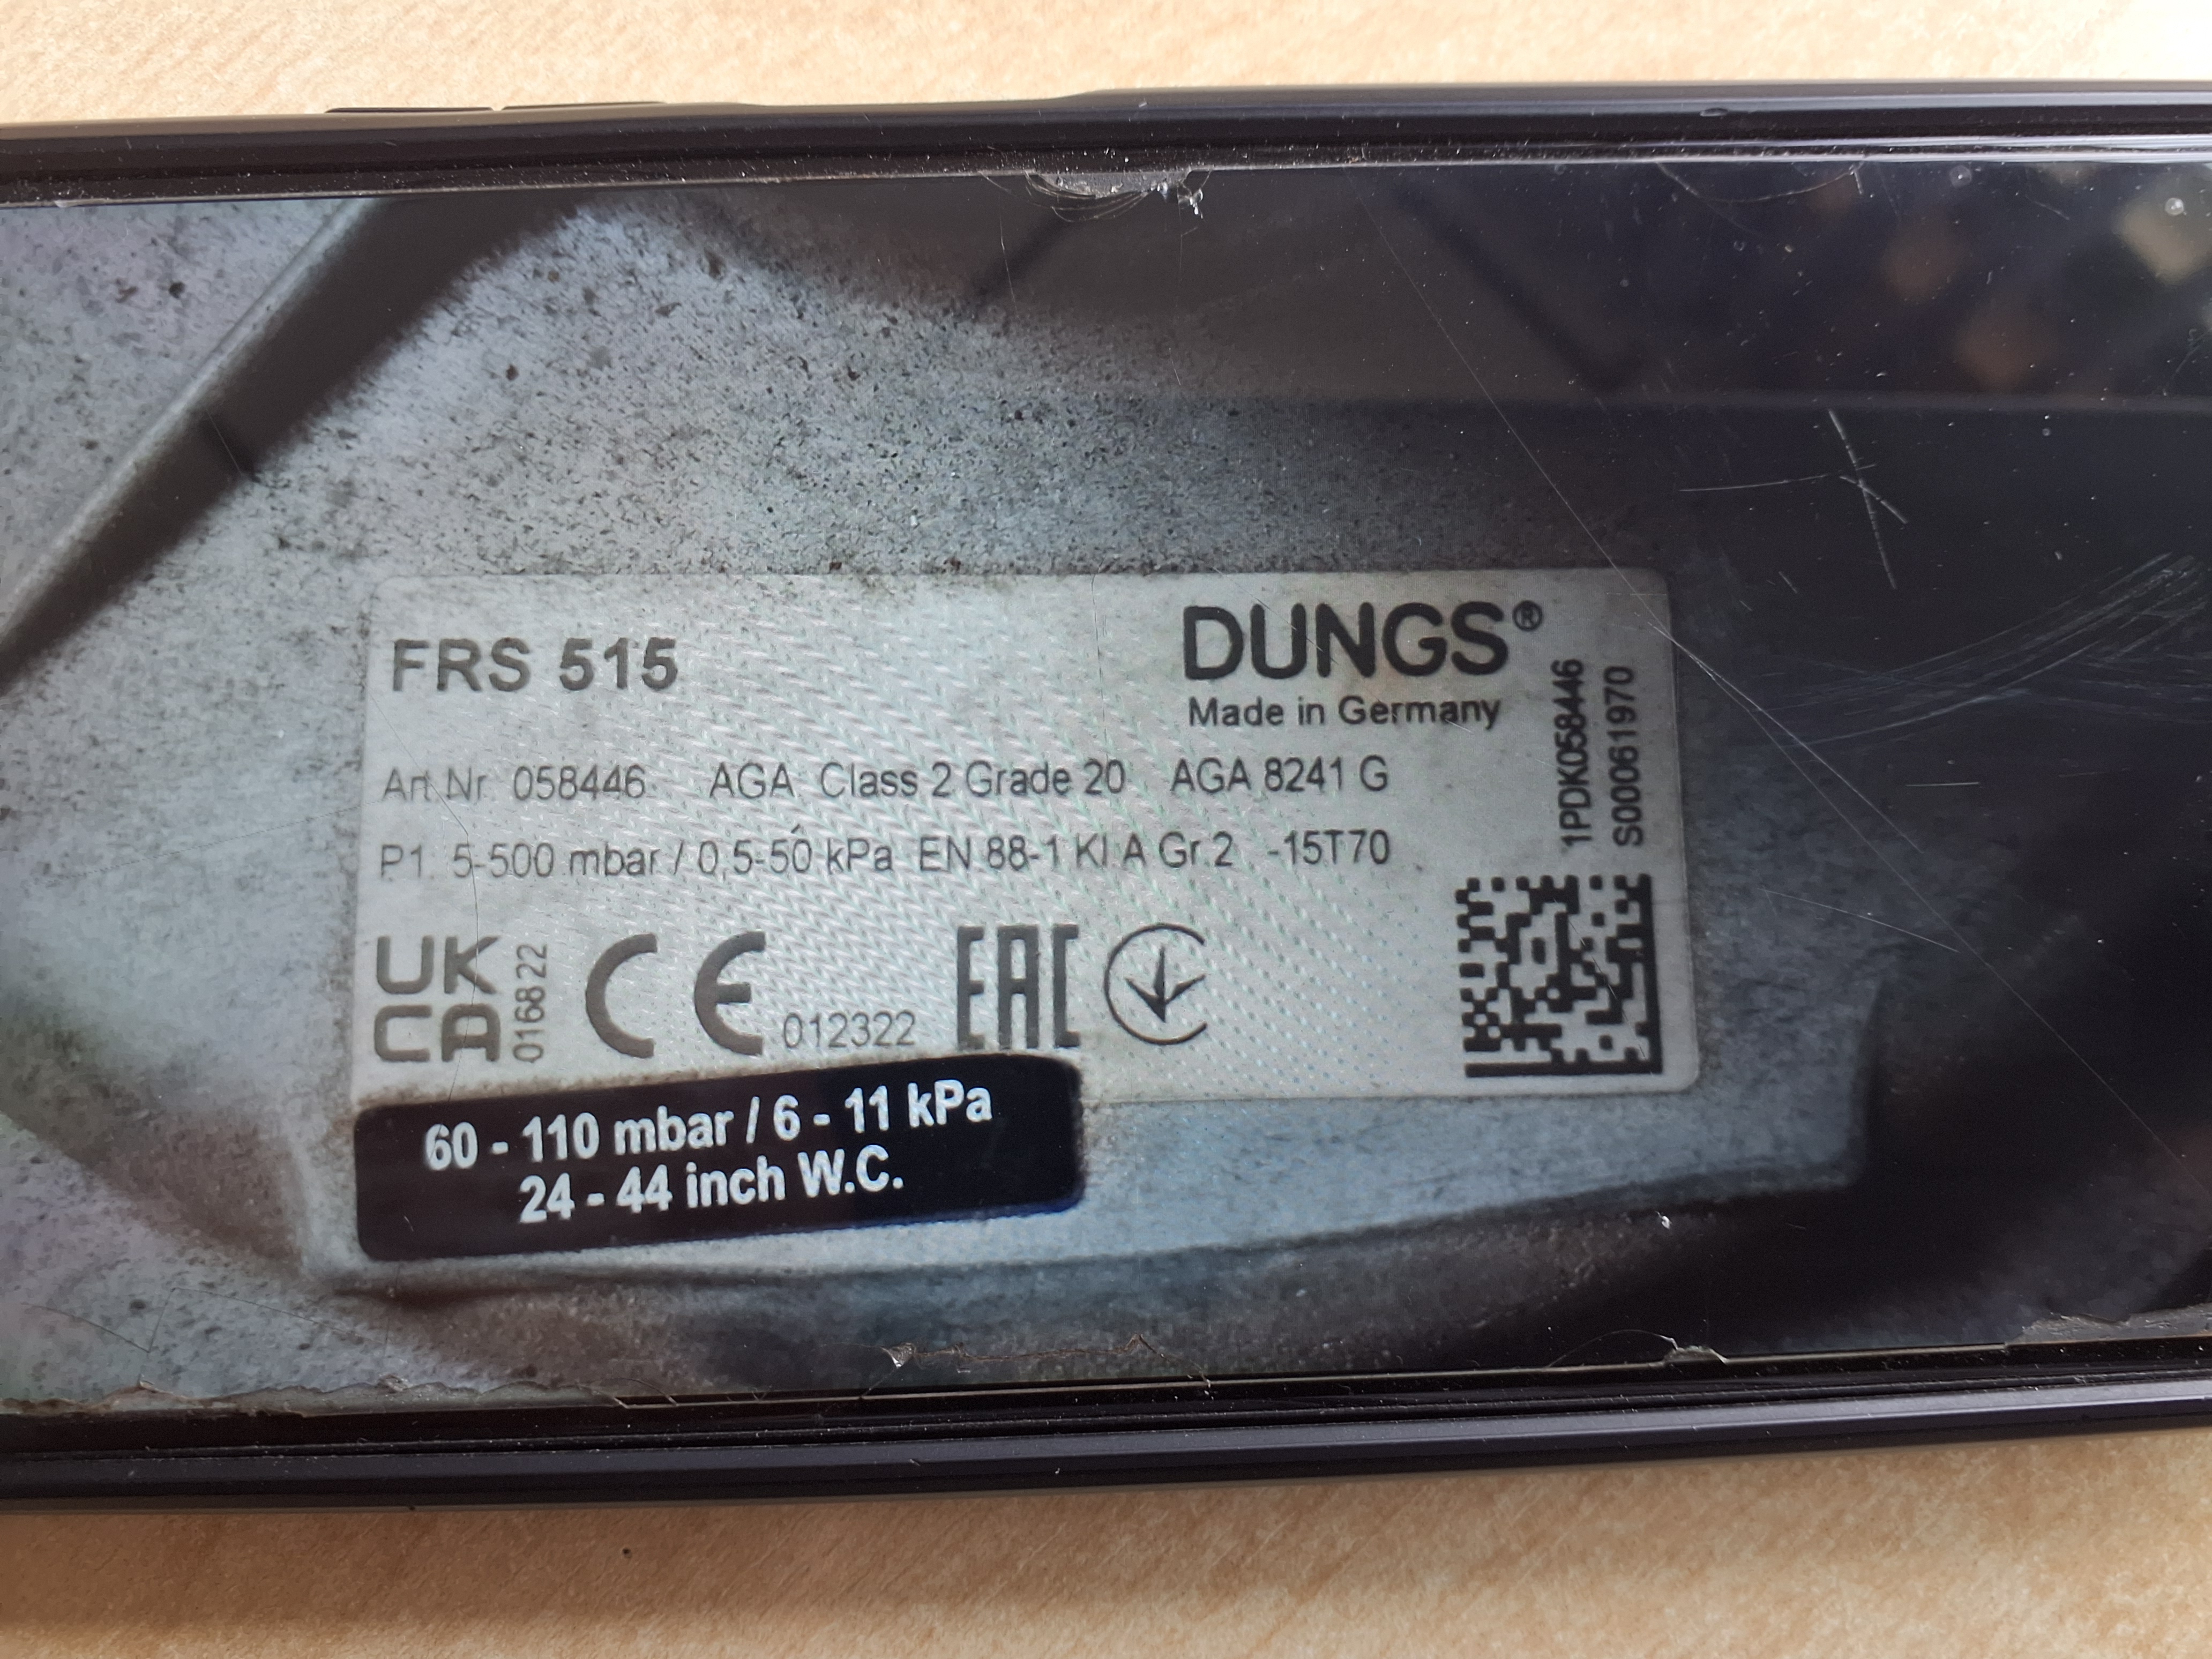 FRS 515
DUNGS®
Made in Germany
Art.Nr. 058446 AGA: Class 2 Grade 20 AGA 8241 G
P1: 5-500 mbar / 0,5-50 kPa EN 88-1 Kl.A Gr.2 -15T70
1PDK058446
S00061970
UK
CA
016822
CE
012322
EAC
60 - 110 mbar / 6 - 11 kPa
24 - 44 inch W.C.